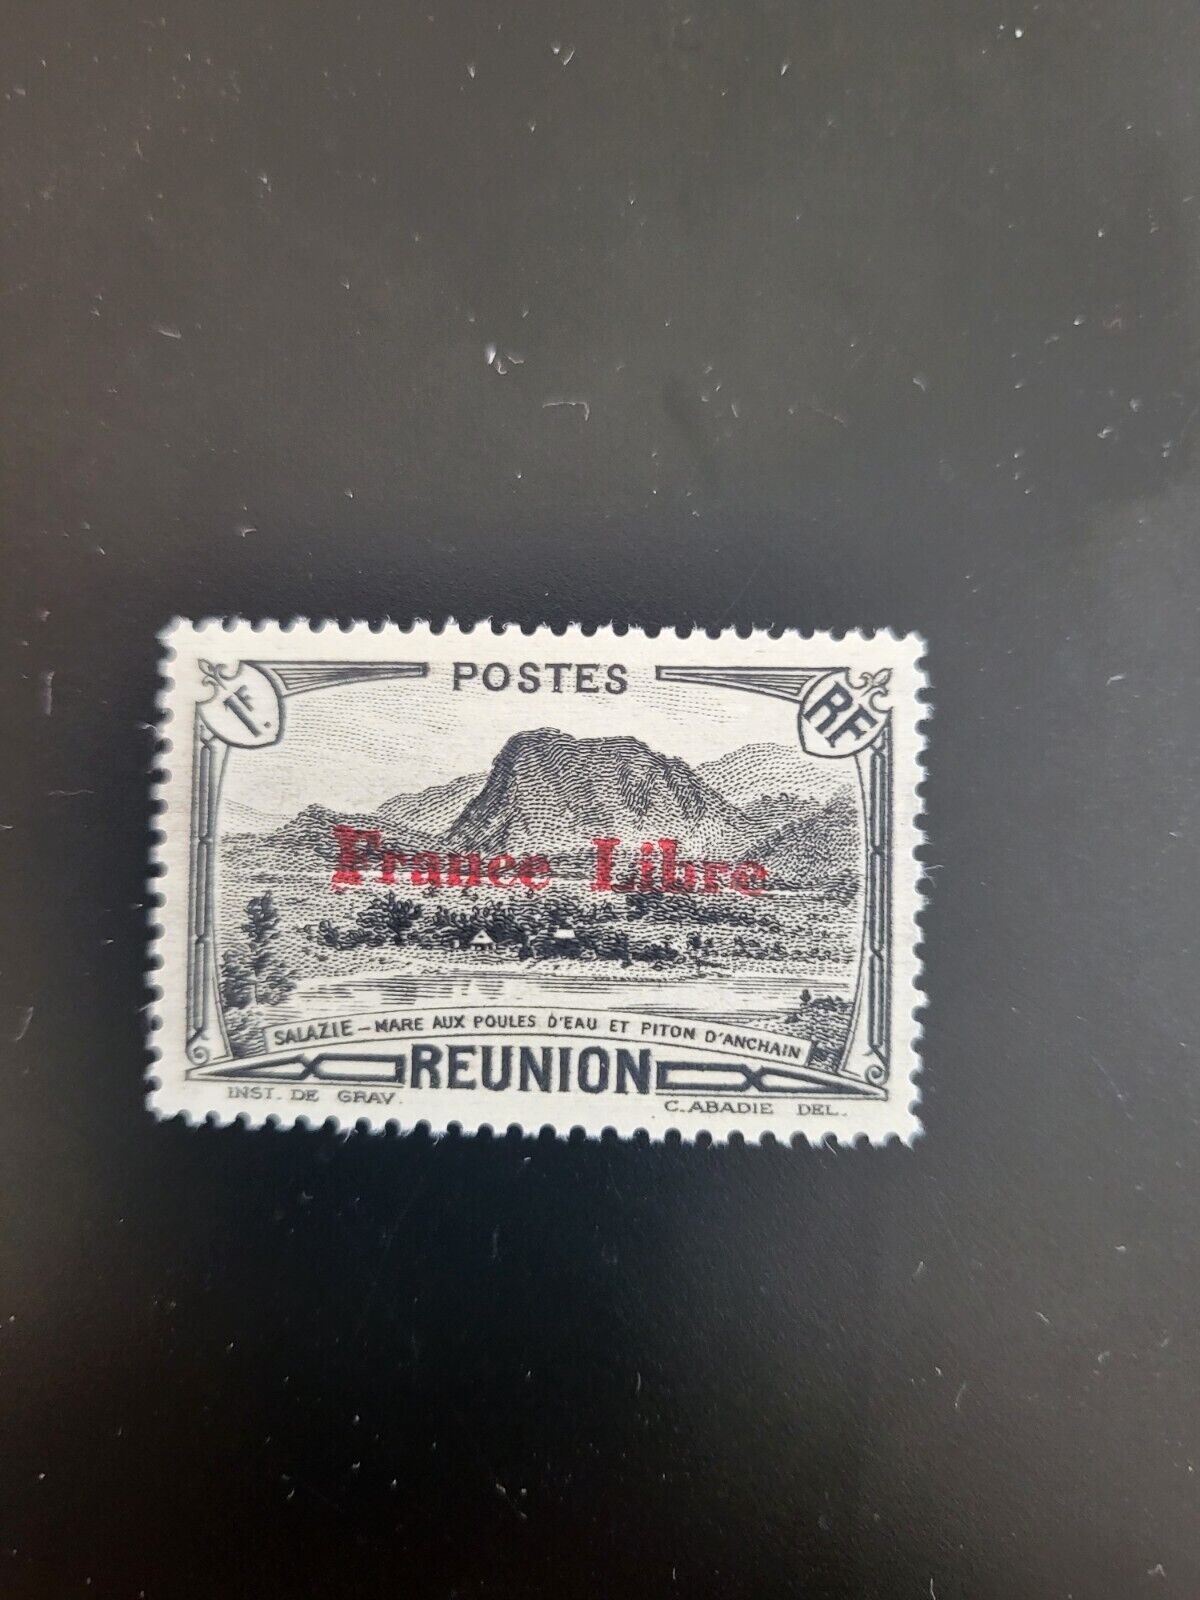 POSTES
1F.
RF
France Libre
SALAZIE – MARE AUX POULES D'EAU ET PITON D'ANCHAIN
REUNION
INST. DE GRAV.
C. ABADIE DEL.